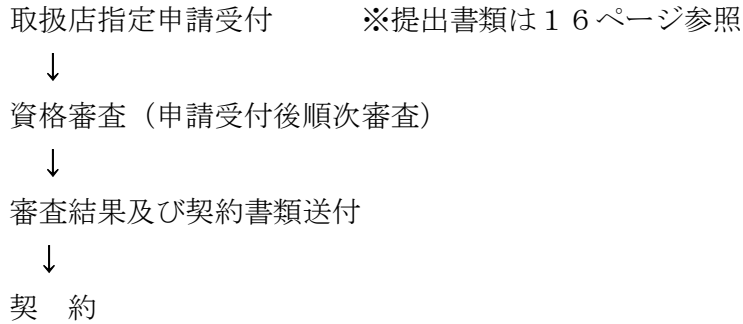 取扱店指定申請受付　　　※提出書類は１６ページ参照
↓
資格審査（申請受付後順次審査）
↓
審査結果及び契約書類送付
↓
契　約